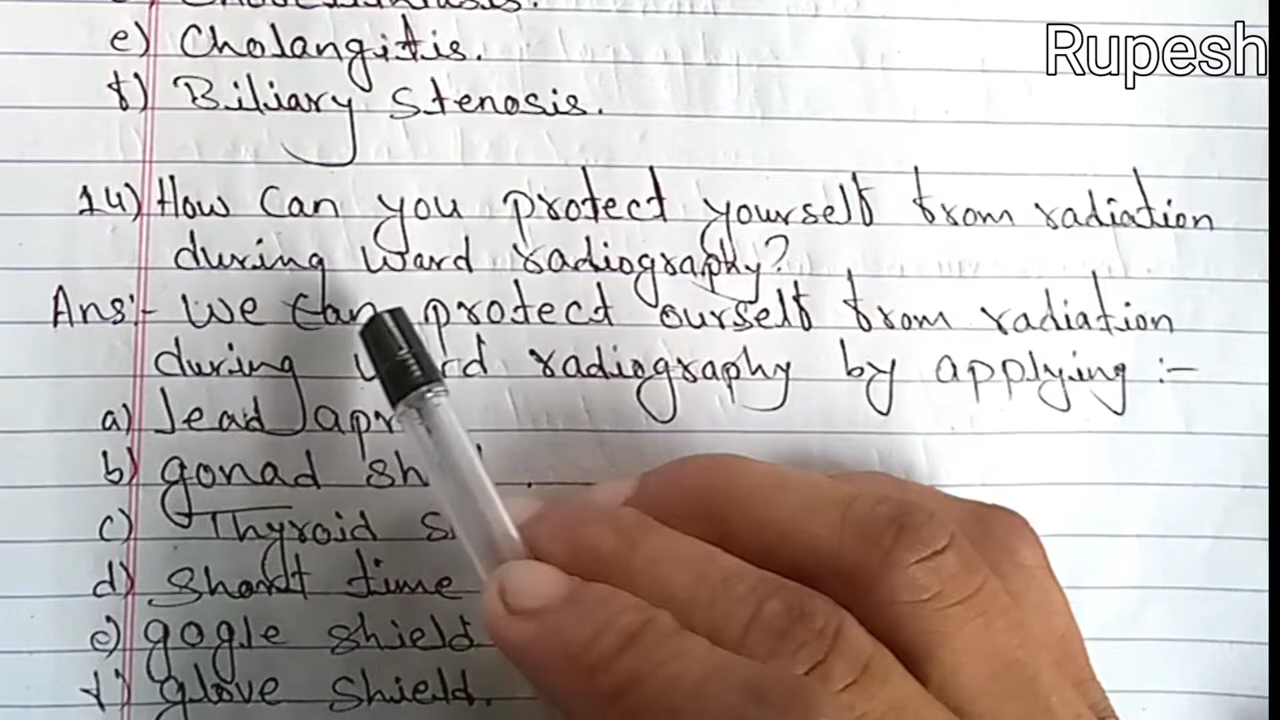 Rupesh
e) Cholangitis.
f) Biliary Stenosis.
14) How Can you protect yourself from radiation
during ward radiography?
Ans:- We Can protect ourself from radiation
during radiography by applying :-
a) lead
b) gonad
c) Thyroid
d) Short time
e) gogle shield
f) glove shield.